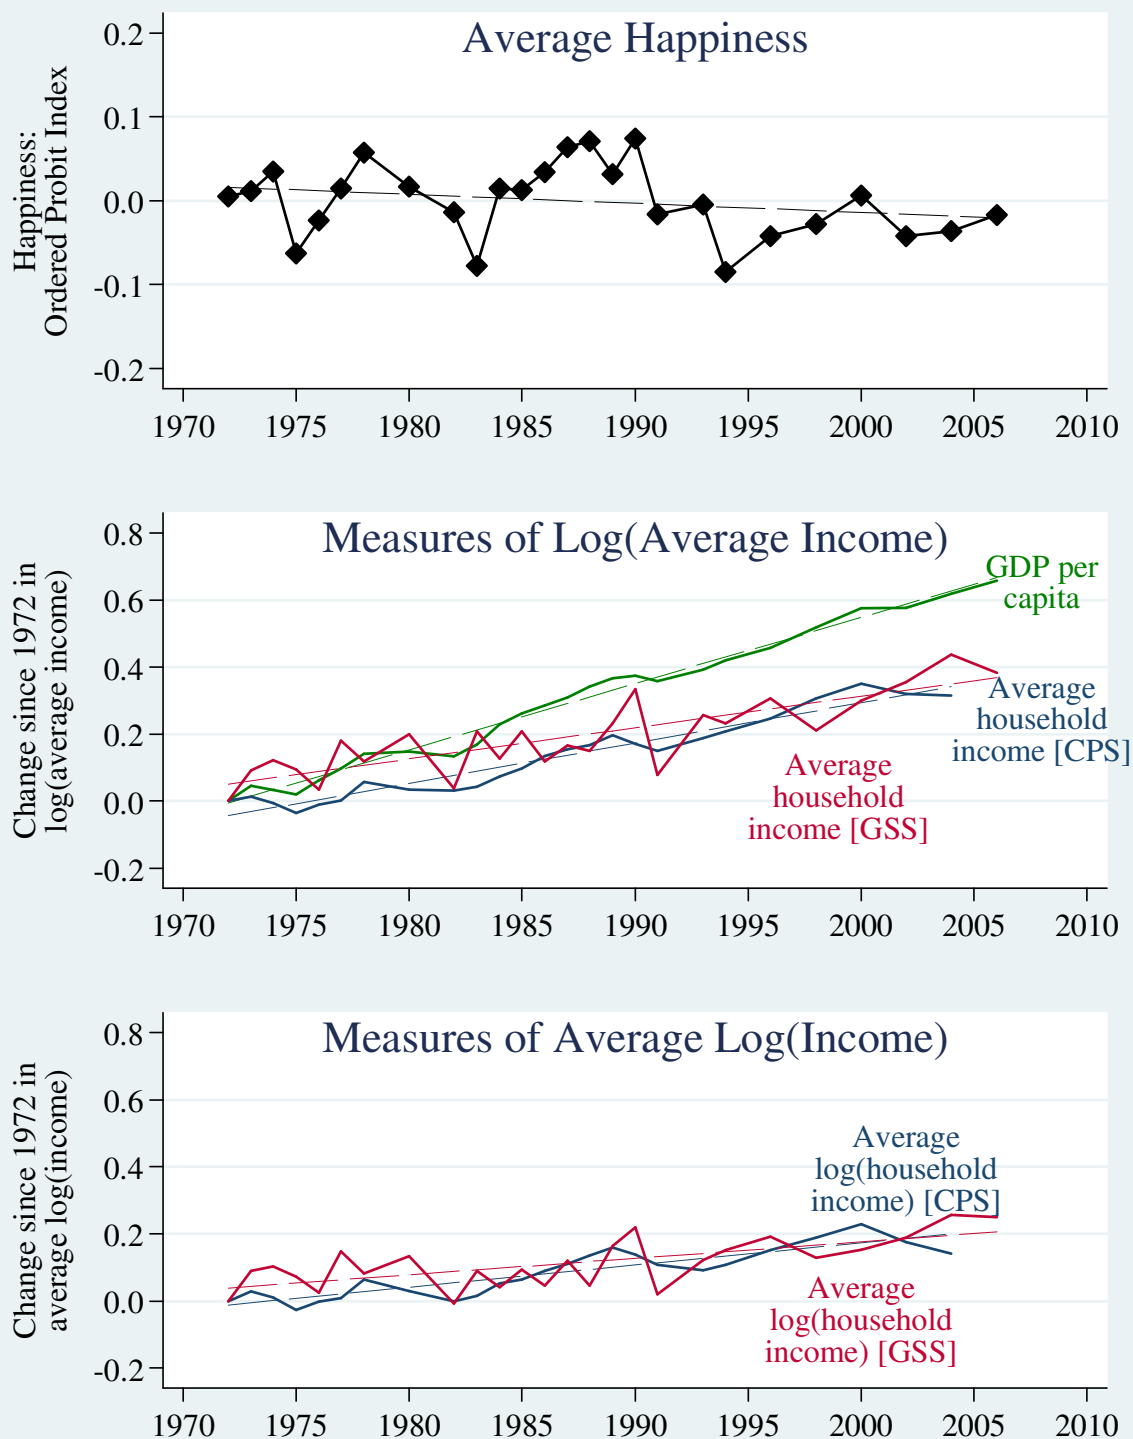 Average Happiness
Happiness:
Ordered Probit Index
0.2
0.1
0.0
-0.1
-0.2
1970 1975 1980 1985 1990 1995 2000 2005 2010
Measures of Log(Average Income)
Change since 1972 in
log(average income)
0.8
0.6
0.4
0.2
0.0
-0.2
GDP per
capita
Average
household
income [CPS]
Average
household
income [GSS]
1970 1975 1980 1985 1990 1995 2000 2005 2010
Measures of Average Log(Income)
Change since 1972 in
average log(income)
0.8
0.6
0.4
0.2
0.0
-0.2
Average
log(household
income) [CPS]
Average
log(household
income) [GSS]
1970 1975 1980 1985 1990 1995 2000 2005 2010